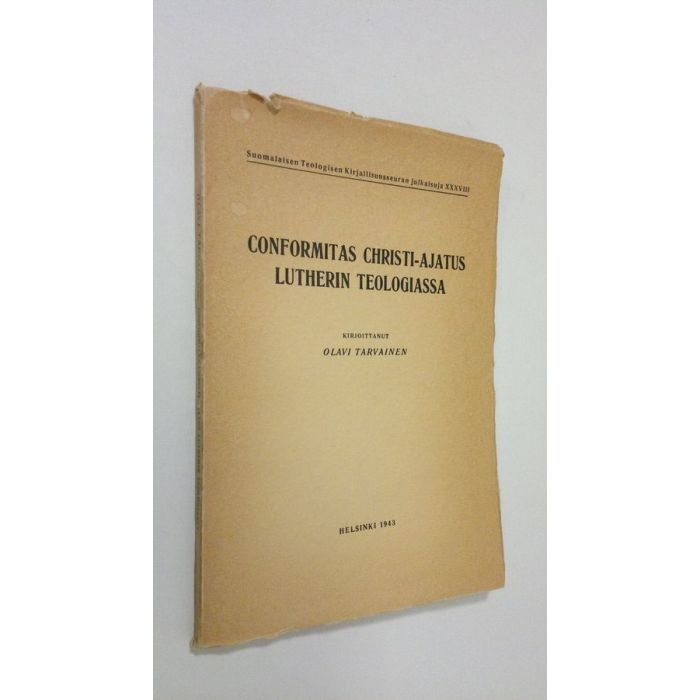 Suomalaisen Teologisen Kirjallisuusseuran julkaisuja XXXVIII
CONFORMITAS CHRISTI-AJATUS
LUTHERIN TEOLOGIASSA
KIRJOITTANUT
OLAVI TARVAINEN
HELSINKI 1943